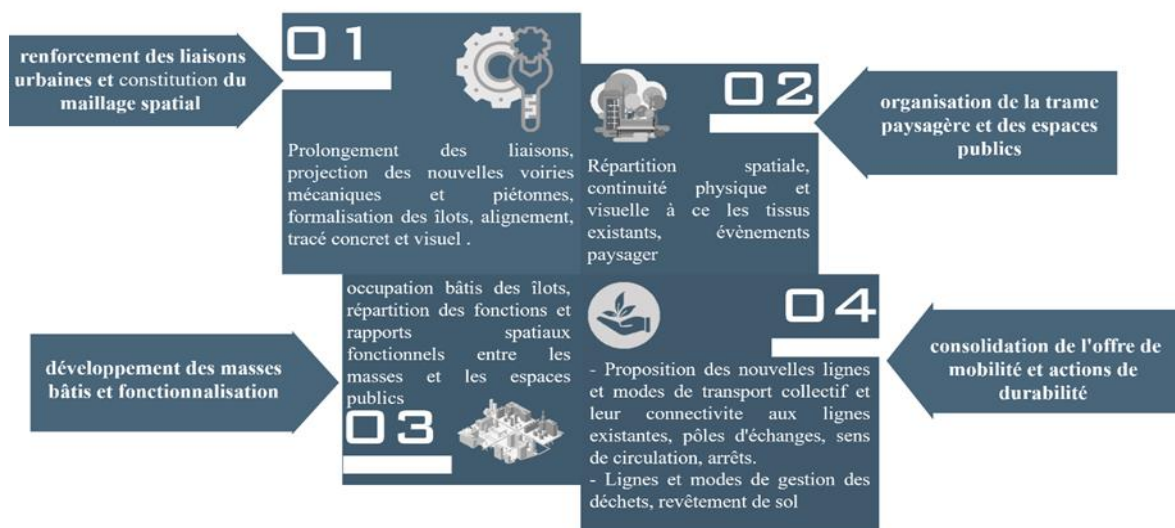 renforcement des liaisons
urbaines et constitution du
maillage spatial
01
Prolongement des liaisons,
projection des nouvelles voiries
mécaniques et piétonnes,
formalisation des îlots, alignement,
tracé concret et visuel .
02
Répartition spatiale,
continuité physique et
visuelle à ce les tissus
existants, évènements
paysager
organisation de la trame
paysagère et des espaces
publics
développement des masses
bâtis et fonctionnalisation
occupation bâtis des îlots,
répartition des fonctions et
rapports spatiaux
fonctionnels entre les
masses et les espaces
publics
03
04
- Proposition des nouvelles lignes
et modes de transport collectif et
leur connectivite aux lignes
existantes, pôles d'échanges, sens
de circulation, arrêts.
- Lignes et modes de gestion des
déchets, revêtement de sol
consolidation de l'offre de
mobilité et actions de
durabilité